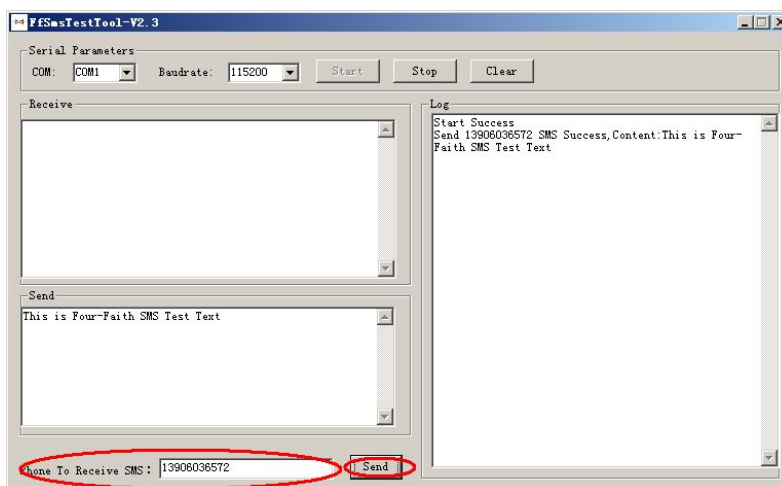 FfSmsTestTool-V2.3
Serial Parameters
COM: COM1 Baudrate: 115200 Start Stop Clear
Receive
Log
Start Success
Send 13906036572 SMS Success,Content:This is Four-
Faith SMS Test Text
Send
This is Four-Faith SMS Test Text
Phone To Receive SMS: 13906036572 Send